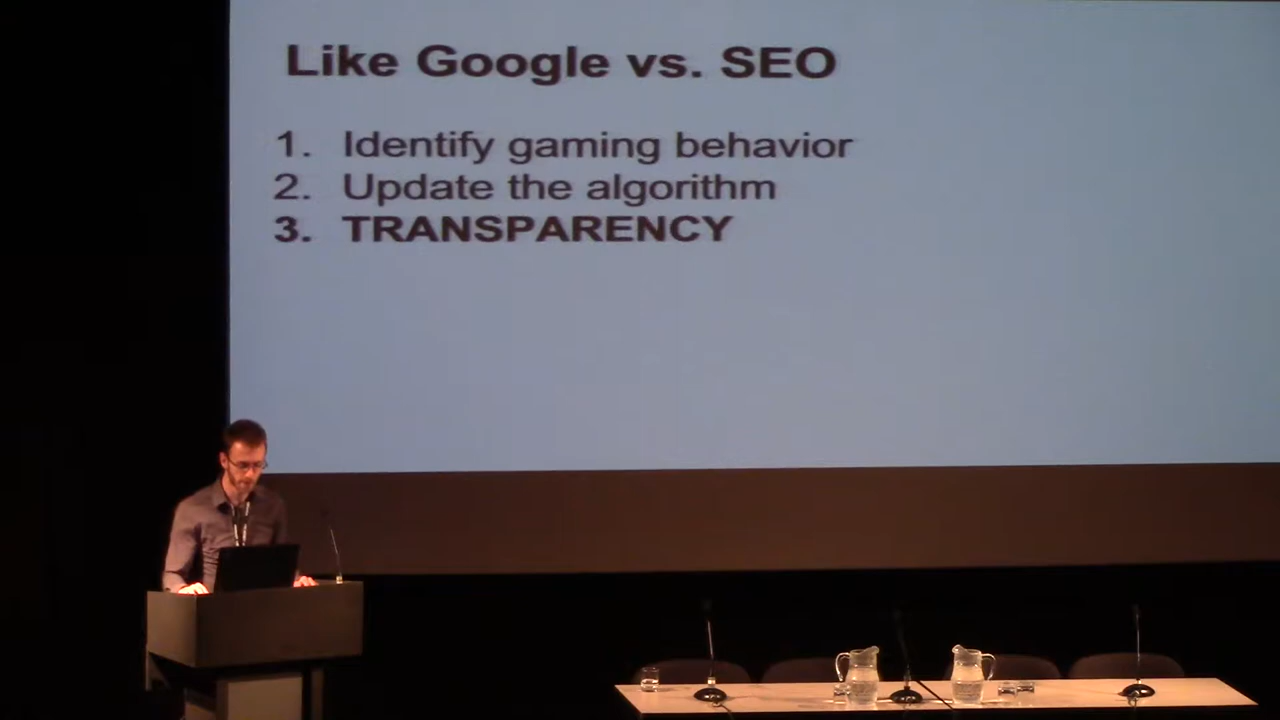 Like Google vs. SEO
1. Identify gaming behavior
2. Update the algorithm
3. TRANSPARENCY